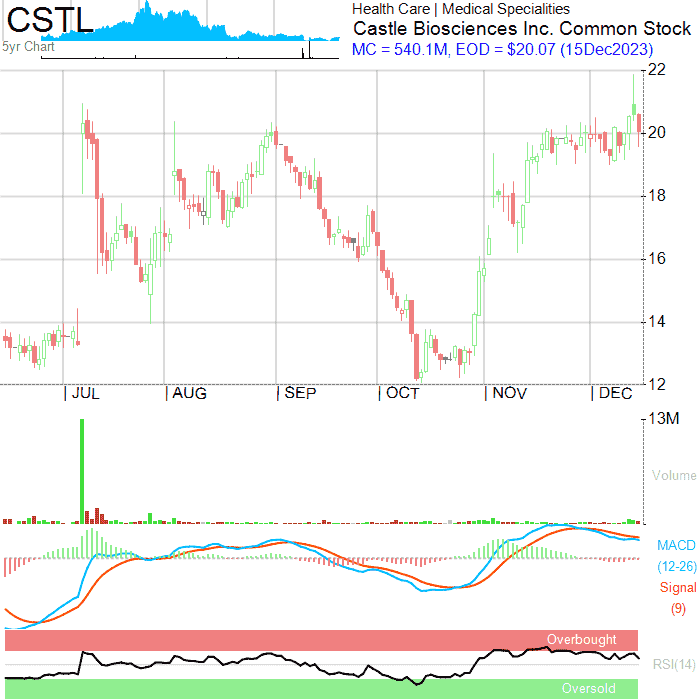 CSTL
5yr Chart
Health Care | Medical Specialities
Castle Biosciences Inc. Common Stock
MC = 540.1M, EOD = $20.07 (15Dec2023)
22
20
18
16
14
12
| JUL | AUG | SEP | OCT | NOV | DEC
13M
Volume
MACD
(12-26)
Signal
(9)
Overbought
RSI(14)
Oversold